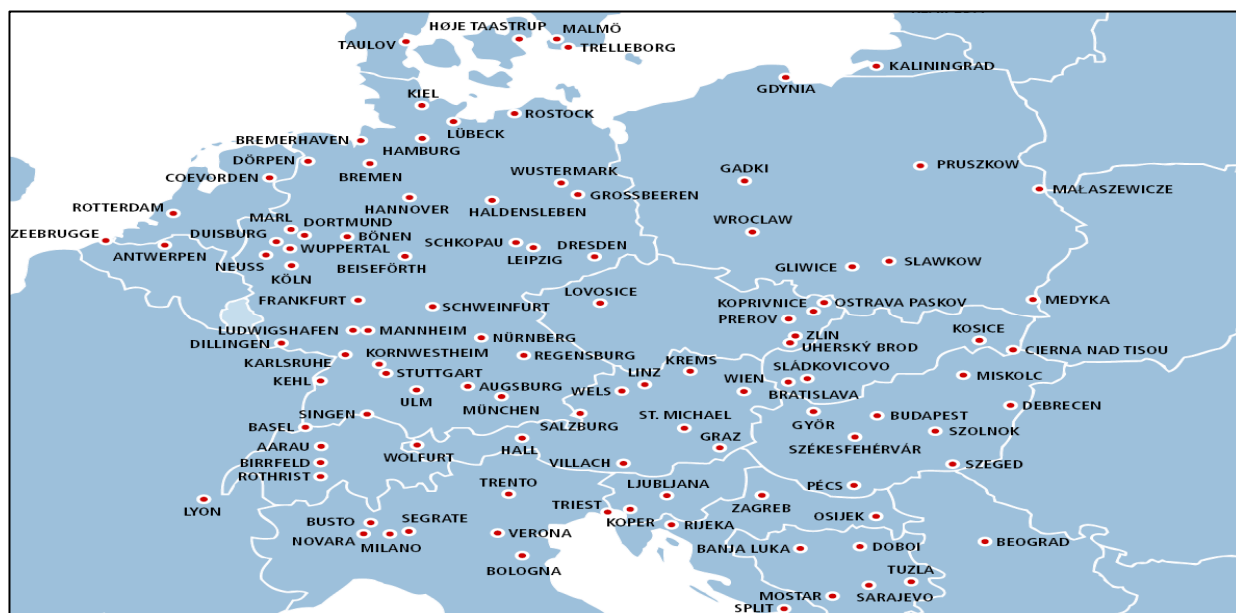 HØJE TAASTRUP
MALMÖ
TAULOV
TRELLEBORG
KALININGRAD
GDYNIA
KIEL
ROSTOCK
LÜBECK
BREMERHAVEN
HAMBURG
DÖRPEN
BREMEN
COEVORDEN
WUSTERMARK
GADKI
PRUSZKOW
MAŁASZEWICZE
GROSSBEEREN
HANNOVER
HALDENSLEBEN
ROTTERDAM
MARL
DORTMUND
WROCLAW
ZEEBRUGGE
DUISBURG
BÖNEN
SCHKOPAU
DRESDEN
ANTWERPEN
WUPPERTAL
LEIPZIG
NEUSS
BEISEFÖRTH
GLIWICE
SLAWKOW
KÖLN
FRANKFURT
SCHWEINFURT
LOVOSICE
KOPRIVNICE
OSTRAVA PASKOV
MEDYKA
PREROV
LUDWIGSHAFEN
MANNHEIM
NÜRNBERG
ZLIN
KOSICE
DILLINGEN
UHERSKÝ BROD
CIERNA NAD TISOU
KARLSRUHE
KORNWESTHEIM
REGENSBURG
KREMS
STUTTGART
LINZ
WIEN
SLÁDKOVICOVO
MISKOLC
KEHL
AUGSBURG
WELS
BRATISLAVA
ULM
MÜNCHEN
DEBRECEN
SINGEN
ST. MICHAEL
GYÖR
BUDAPEST
BASEL
SALZBURG
SZOLNOK
AARAU
WOLFURT
HALL
GRAZ
SZÉKESFEHÉRVÁR
BIRRFELD
VILLACH
SZEGED
ROTHRIST
TRENTO
LJUBLJANA
PÉCS
LYON
TRIEST
ZAGREB
BUSTO
SEGRATE
KOPER
RIJEKA
OSIJEK
NOVARA
MILANO
VERONA
BANJA LUKA
DOBOI
BEOGRAD
BOLOGNA
TUZLA
MOSTAR
SARAJEVO
SPLIT